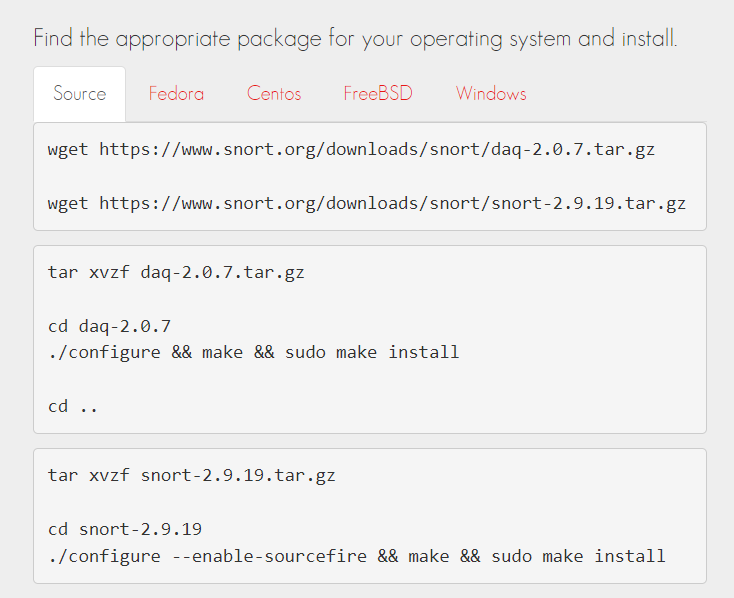 Find the appropriate package for your operating system and install.
Source Fedora Centos FreeBSD Windows
wget https://www.snort.org/downloads/snort/daq-2.0.7.tar.gz
wget https://www.snort.org/downloads/snort/snort-2.9.19.tar.gz
tar xvzf daq-2.0.7.tar.gz
cd daq-2.0.7
./configure && make && sudo make install
cd ..
tar xvzf snort-2.9.19.tar.gz
cd snort-2.9.19
./configure --enable-sourcefire && make && sudo make install